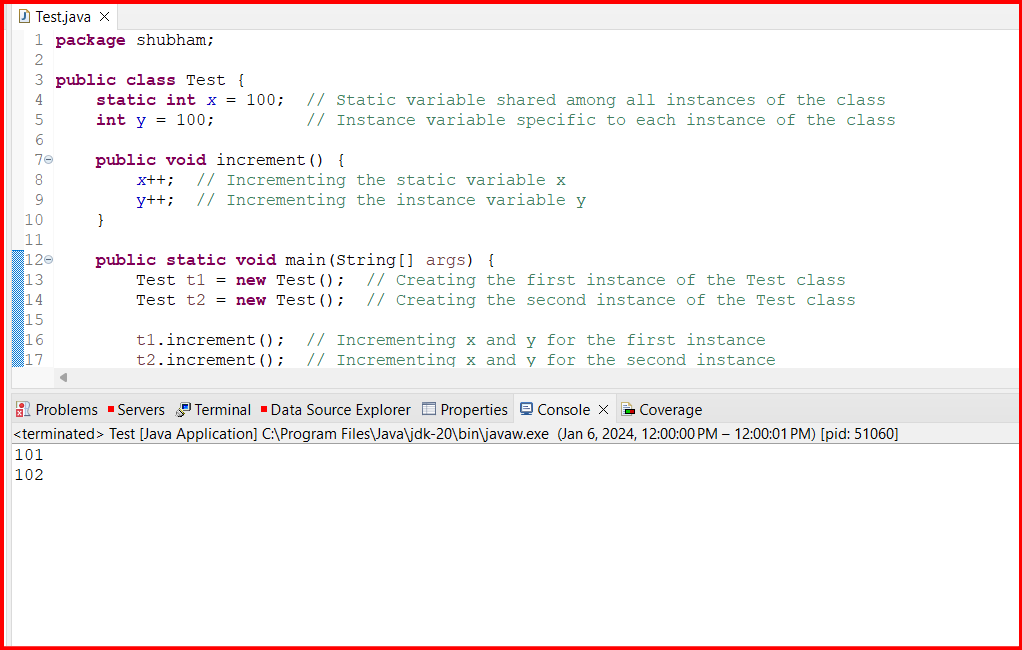 Test.java
1 package shubham;
2
3 public class Test {
4     static int x = 100;  // Static variable shared among all instances of the class
5     int y = 100;         // Instance variable specific to each instance of the class
6
7     public void increment() {
8         x++;  // Incrementing the static variable x
9         y++;  // Incrementing the instance variable y
10     }
11
12     public static void main(String[] args) {
13         Test t1 = new Test();  // Creating the first instance of the Test class
14         Test t2 = new Test();  // Creating the second instance of the Test class
15
16         t1.increment();  // Incrementing x and y for the first instance
17         t2.increment();  // Incrementing x and y for the second instance
Problems Servers Terminal Data Source Explorer Properties Console Coverage
<terminated> Test [Java Application] C:\Program Files\Java\jdk-20\bin\javaw.exe (Jan 6, 2024, 12:00:00 PM – 12:00:01 PM) [pid: 51060]
101
102